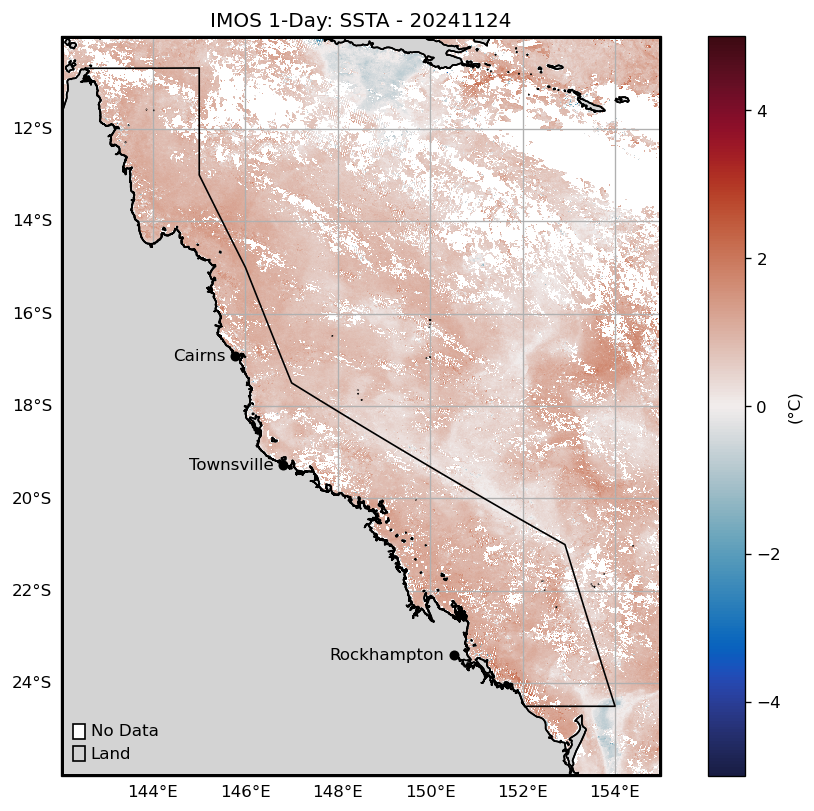 IMOS 1-Day: SSTA - 20241124
12°S
14°S
16°S
18°S
20°S
22°S
24°S
Cairns
Townsville
Rockhampton
No Data
Land
144°E 146°E 148°E 150°E 152°E 154°E
4
2
0
−2
−4
(°C)